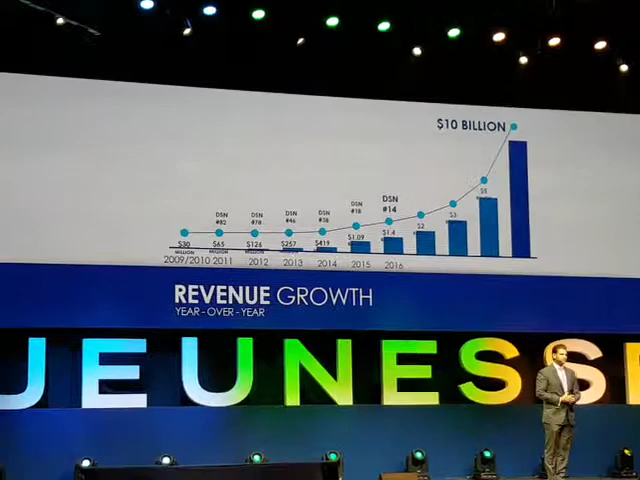 $10 BILLION
DSN
#14
DSN
#18
DSN
#82
DSN
#78
DSN
#46
DSN
#38
$5
$3
$2
$30
MILLION
$65
MILLION
$126
MILLION
$257
$419
$1.09
$1.4
2009/2010 2011 2012 2013 2014 2015 2016
REVENUE GROWTH
YEAR-OVER-YEAR
JEUNESSE